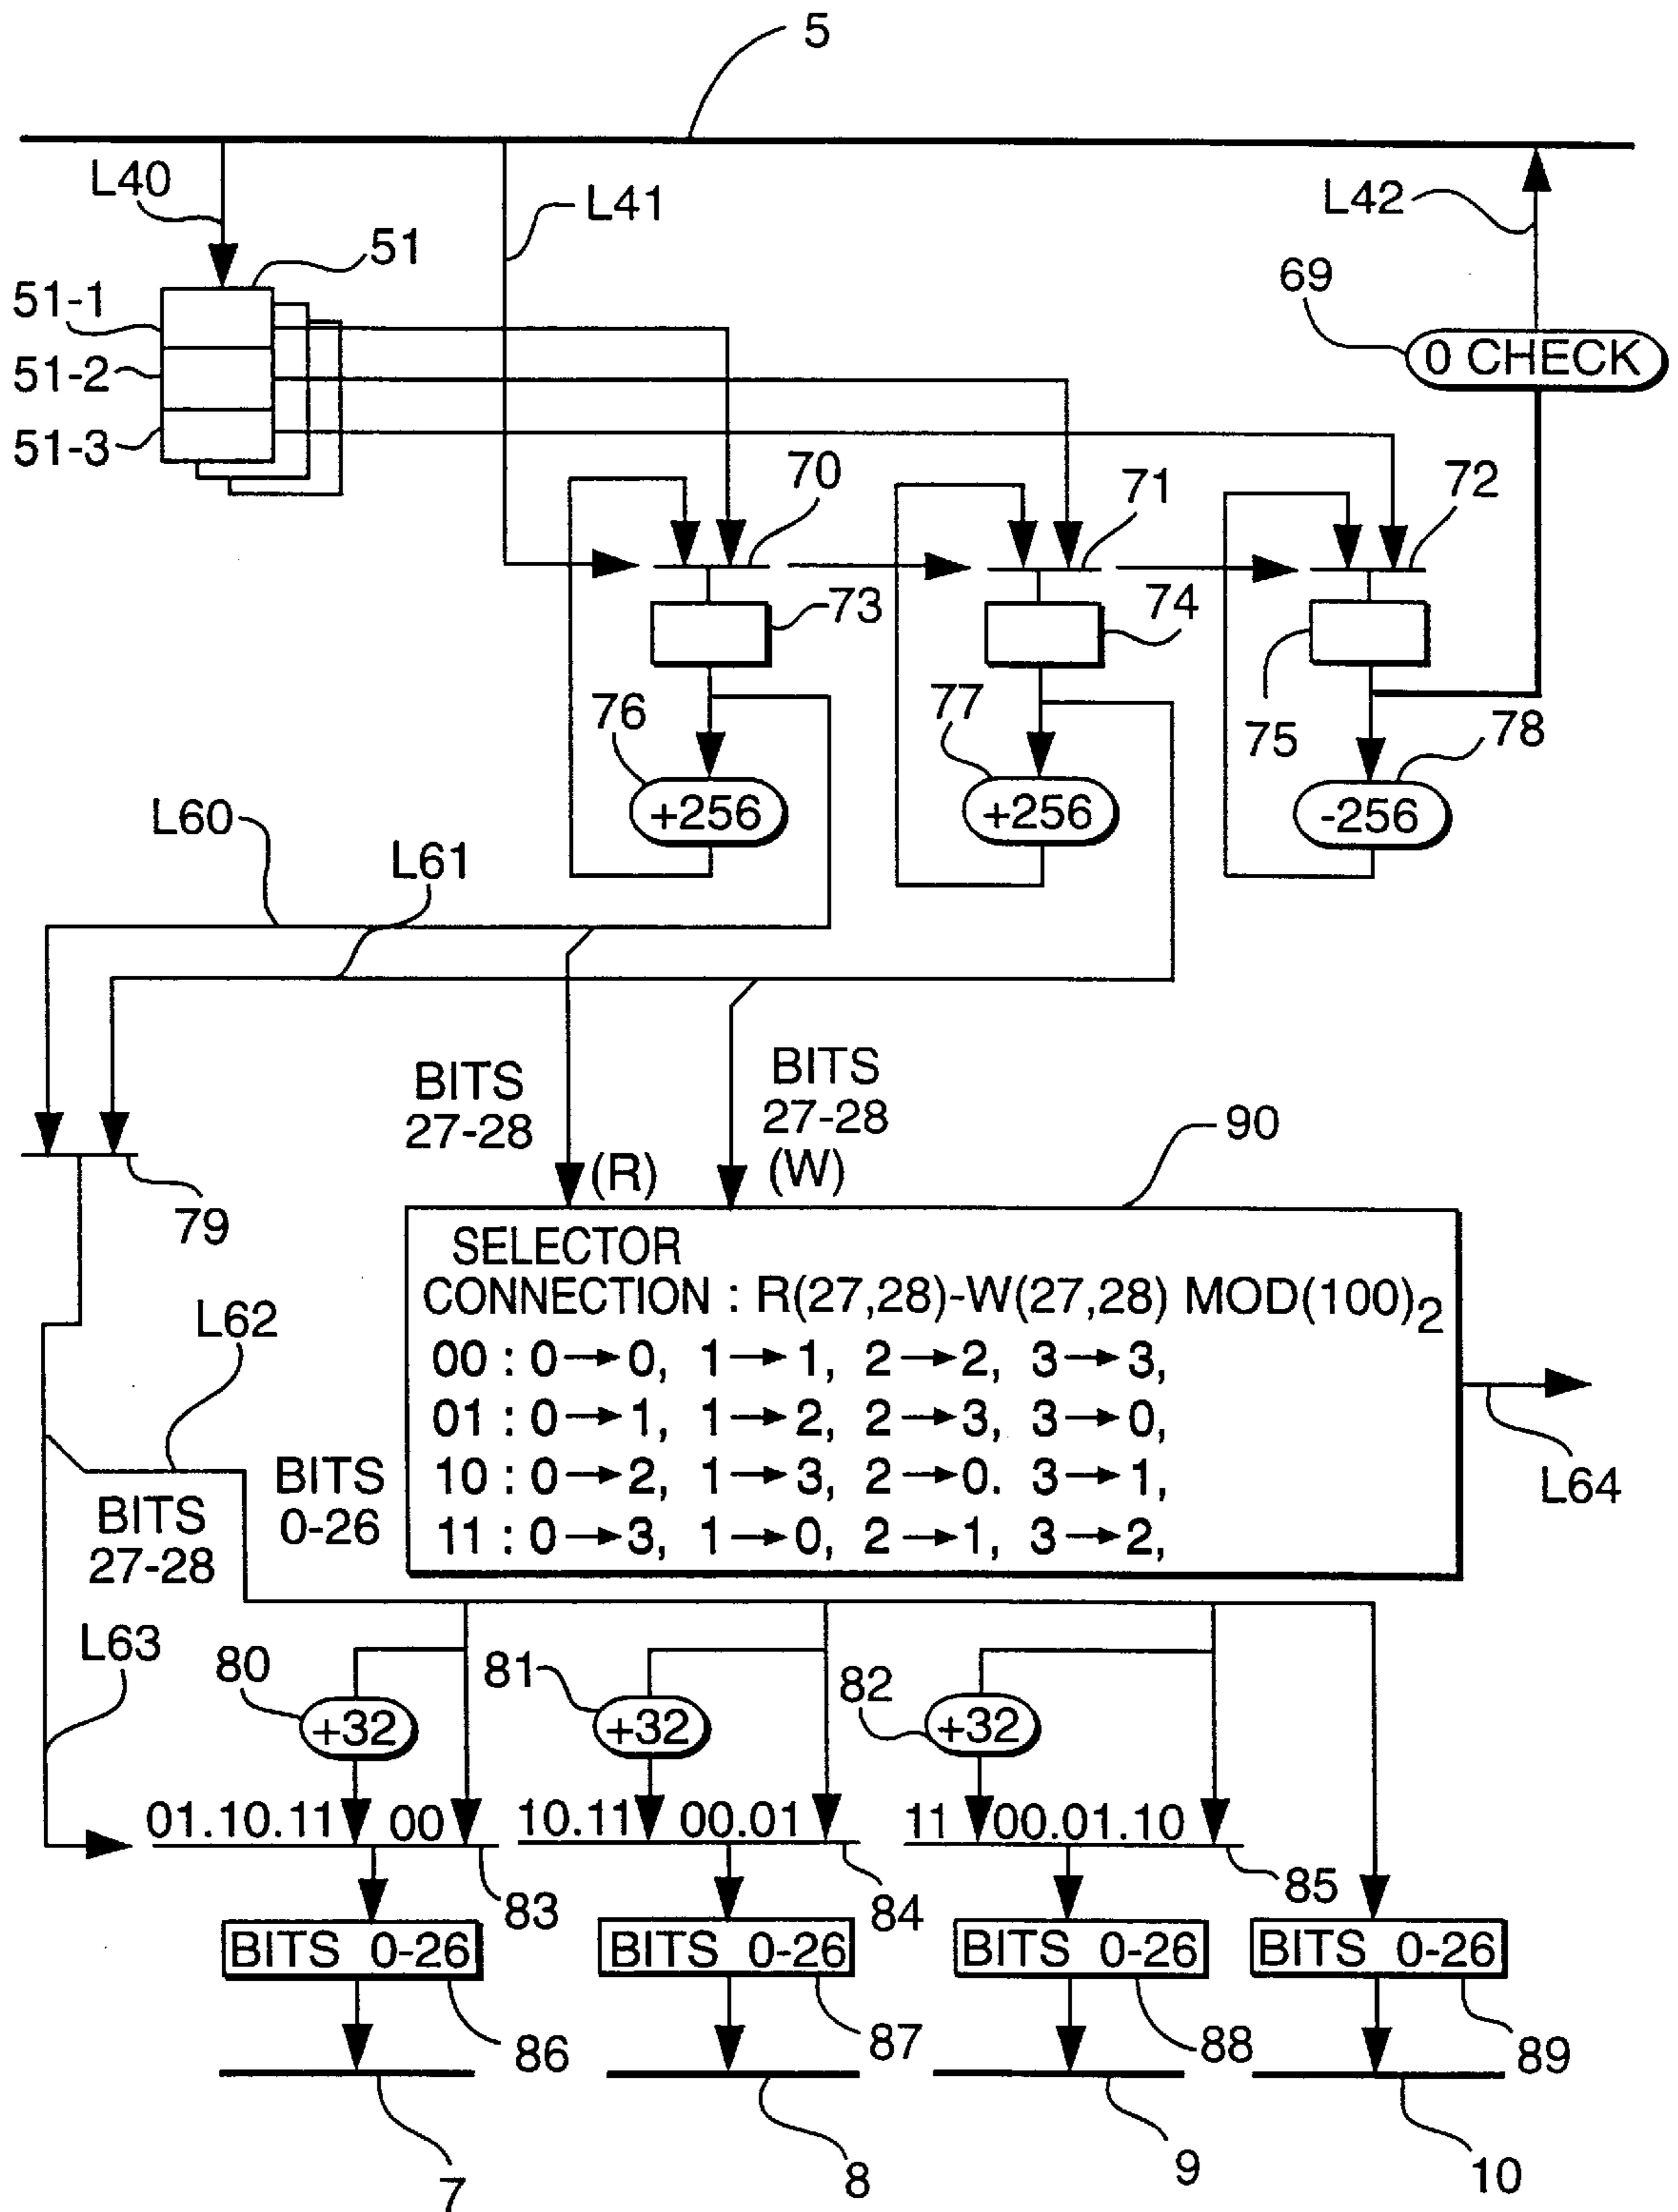 5
L40
L41
L42
51
69
51-1
0 CHECK
51-2
51-3
70
71
72
73
74
75
76
77
78
+256
+256
-256
L60
L61
BITS
27-28
BITS
27-28
(R)
(W)
90
79
SELECTOR
CONNECTION : R(27,28)-W(27,28) MOD(100)2
00 : 0→0, 1→1, 2→2, 3→3,
01 : 0→1, 1→2, 2→3, 3→0,
10 : 0→2, 1→3, 2→0. 3→1,
11 : 0→3, 1→0, 2→1, 3→2,
L62
L64
BITS
0-26
BITS
27-28
L63
80
81
82
+32
+32
+32
01.10.11 00
10.11 00.01
11 00.01.10
83
84
85
BITS 0-26
BITS 0-26
BITS 0-26
BITS 0-26
86
87
88
89
7
8
9
10